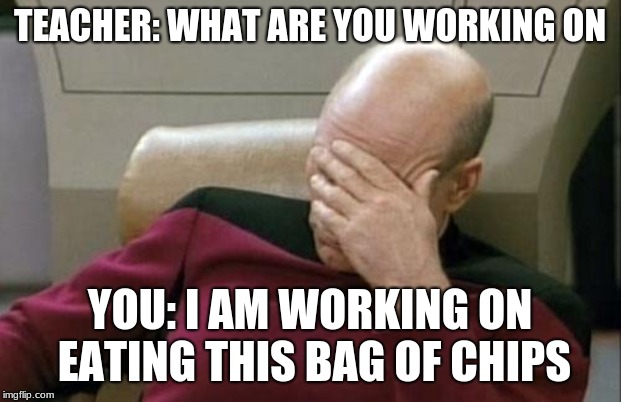 TEACHER: WHAT ARE YOU WORKING ON
YOU: I AM WORKING ON
EATING THIS BAG OF CHIPS
imgflip.com